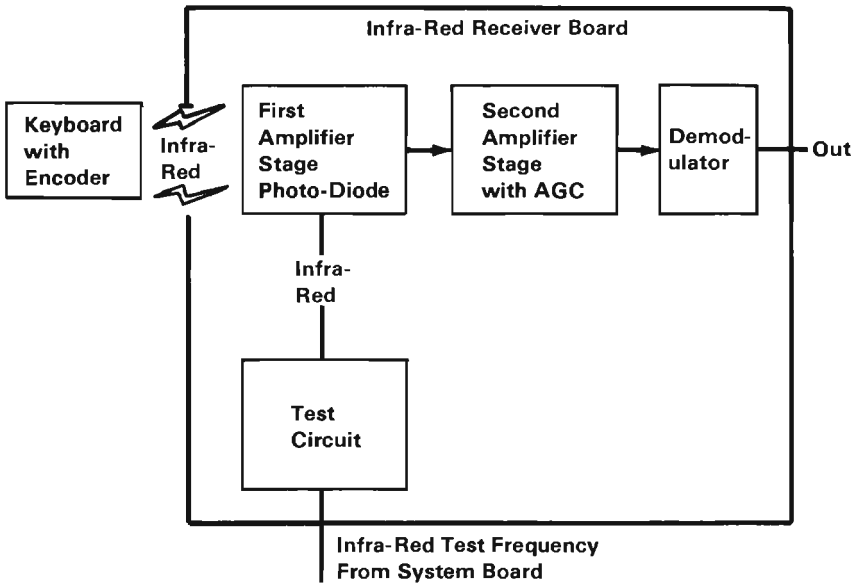 Infra-Red Receiver Board
Keyboard
with
Encoder
Infra-
Red
First
Amplifier
Stage
Photo-Diode
Second
Amplifier
Stage
with AGC
Demod-
ulator
Out
Infra-
Red
Test
Circuit
Infra-Red Test Frequency
From System Board